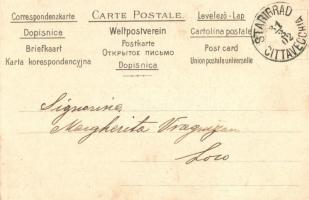 Correspondenzkarte
CARTE POSTALE
Levelező-Lap
Dopisnice
Weltpostverein
Cartolina postale
Briefkaart
Postkarte
Post card
Karta korespondencyjna
ОТКРЫТОЕ ПИСЬМО
Union postale universelle
Dopisnica
STARIGRAD
CITTAVECCHIA
Signorina
Margherita
Loco